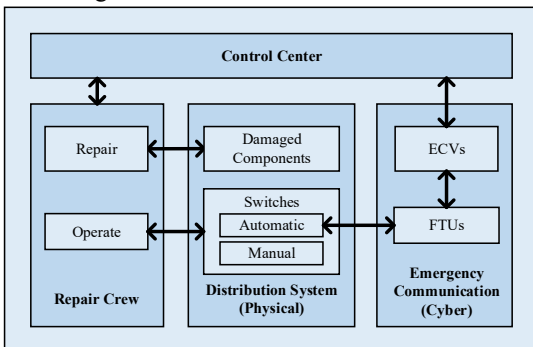 Control Center
Repair
Operate
Repair Crew
Damaged
Components
Switches
Automatic
Manual
Distribution System
(Physical)
ECVs
FTUs
Emergency
Communication
(Cyber)